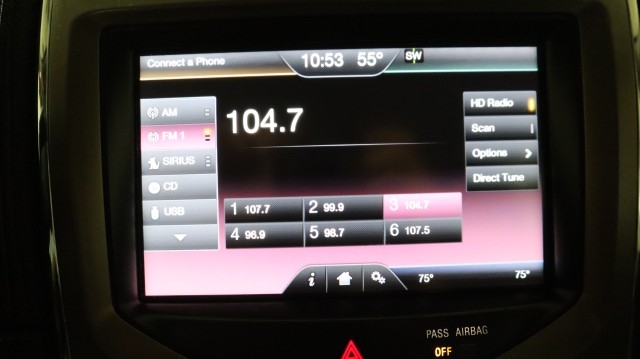 Connect a Phone 10:53 55° SW
AM
FM 1
SIRIUS
CD
USB
104.7
HD Radio
Scan
Options
Direct Tune
1 107.7 2 99.9 3 104.7
4 96.9 5 98.7 6 107.5
i 75° 75°
PASS AIRBAG
OFF